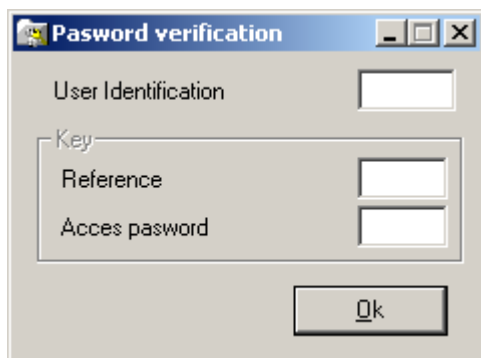 Pasword verification
User Identification
Key
Reference
Acces pasword
Ok